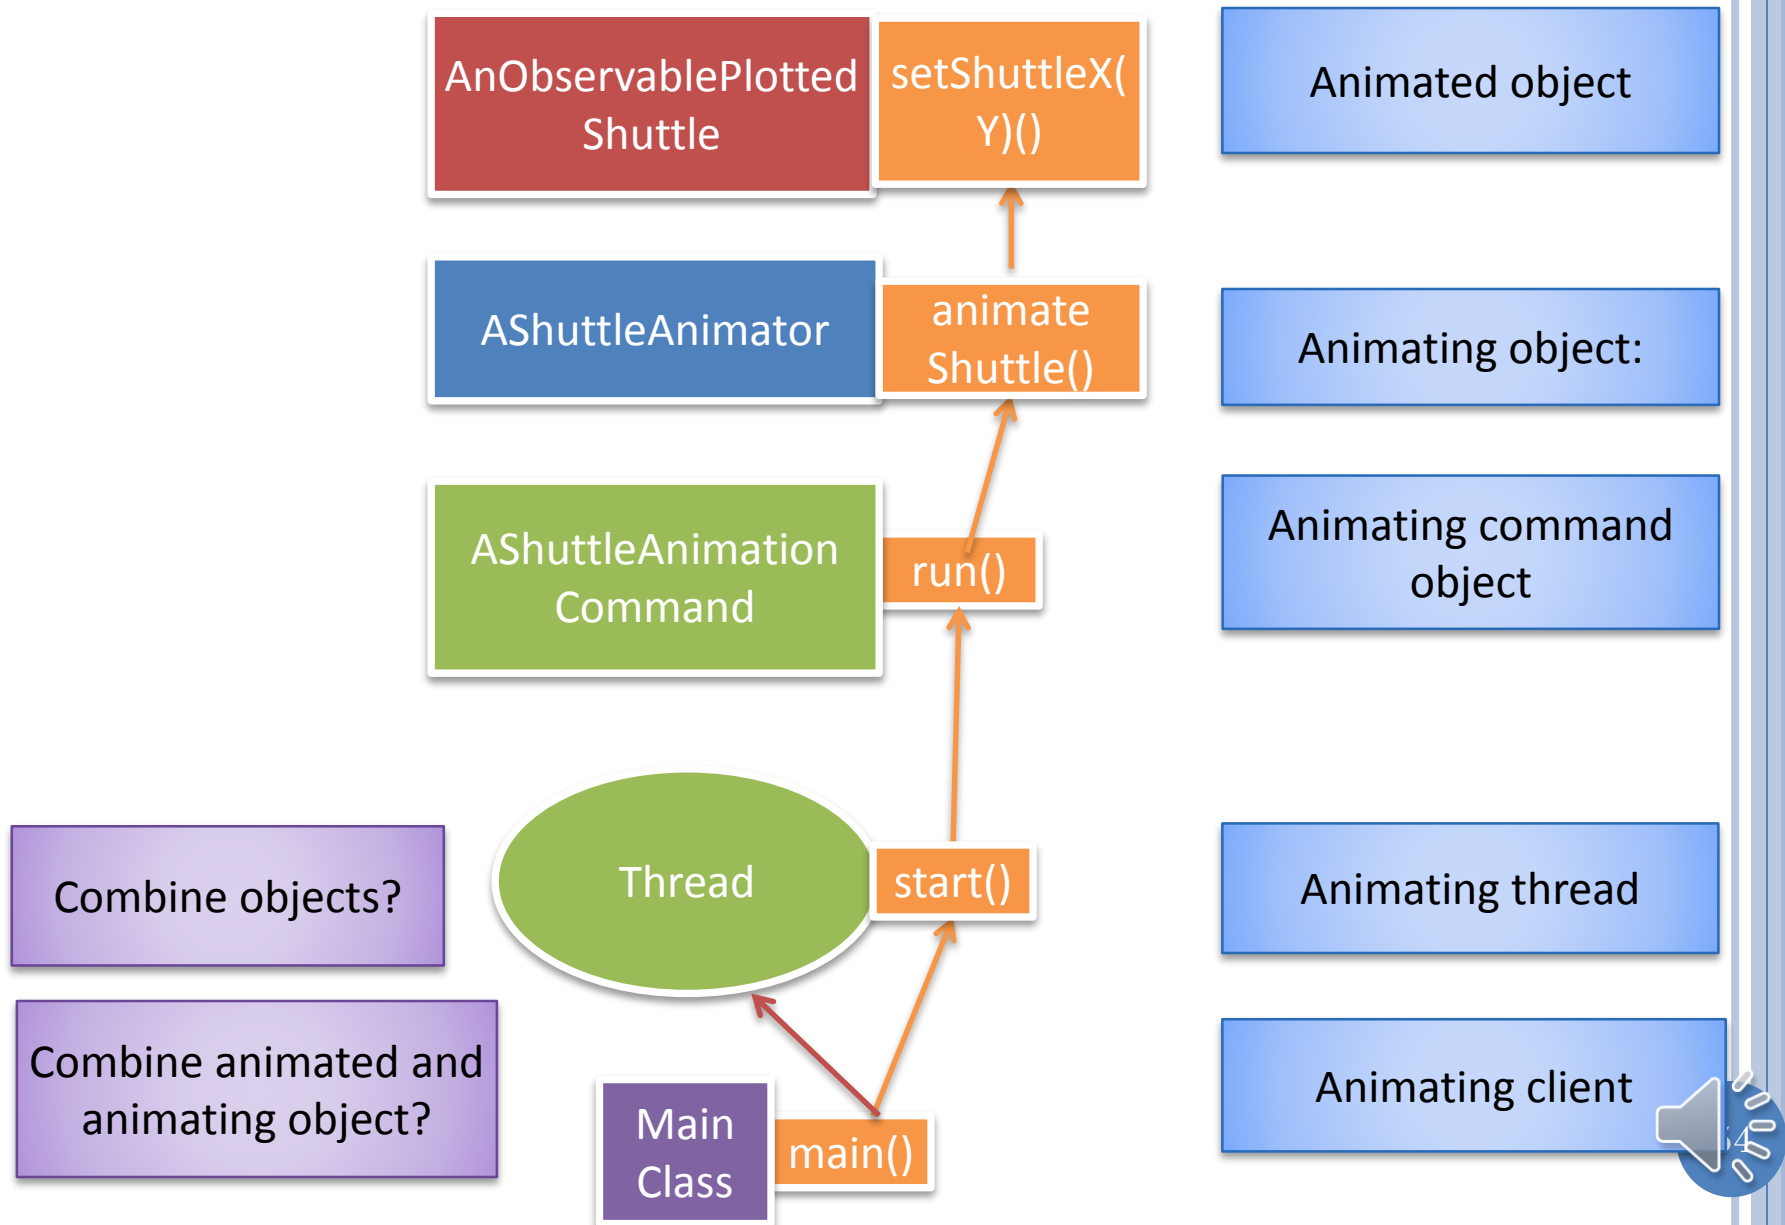 AnObservablePlotted
Shuttle
setShuttleX(
Y)()
Animated object
AShuttleAnimator
animate
Shuttle()
Animating object:
AShuttleAnimation
Command
run()
Animating command
object
Combine objects?
Thread
start()
Animating thread
Combine animated and
animating object?
Main
Class
main()
Animating client